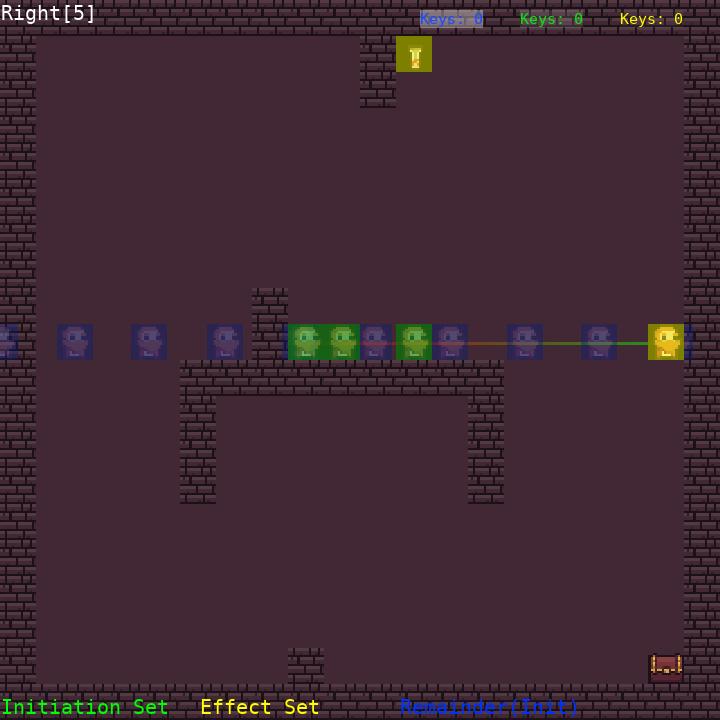 Right[5]
Keys: 0 Keys: 0 Keys: 0
Initiation Set Effect Set Remainder(Init)